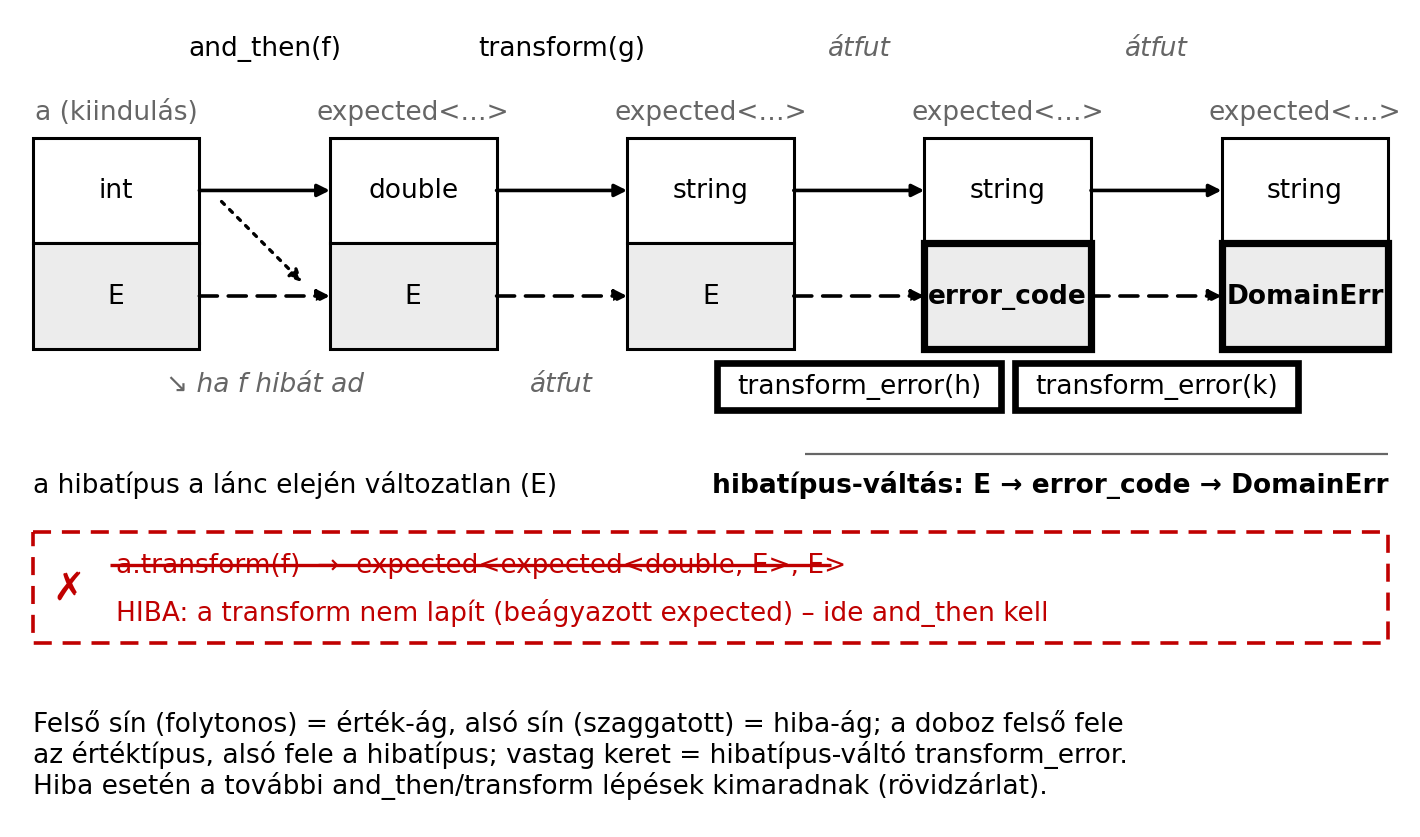 and_then(f) transform(g) átfut átfut
a (kiindulás) expected<…> expected<…> expected<…> expected<…>
int double string string string
E E E error_code DomainErr
↘ ha f hibát ad átfut transform_error(h) transform_error(k)
a hibatípus a lánc elején változatlan (E) hibatípus-váltás: E → error_code → DomainErr
a.transform(f) → expected<expected<double, E>, E>
✗
HIBA: a transform nem lapít (beágyazott expected) – ide and_then kell
Felső sín (folytonos) = érték-ág, alsó sín (szaggatott) = hiba-ág; a doboz felső fele
az értéktípus, alsó fele a hibatípus; vastag keret = hibatípus-váltó transform_error.
Hiba esetén a további and_then/transform lépések kimaradnak (rövidzárlat).